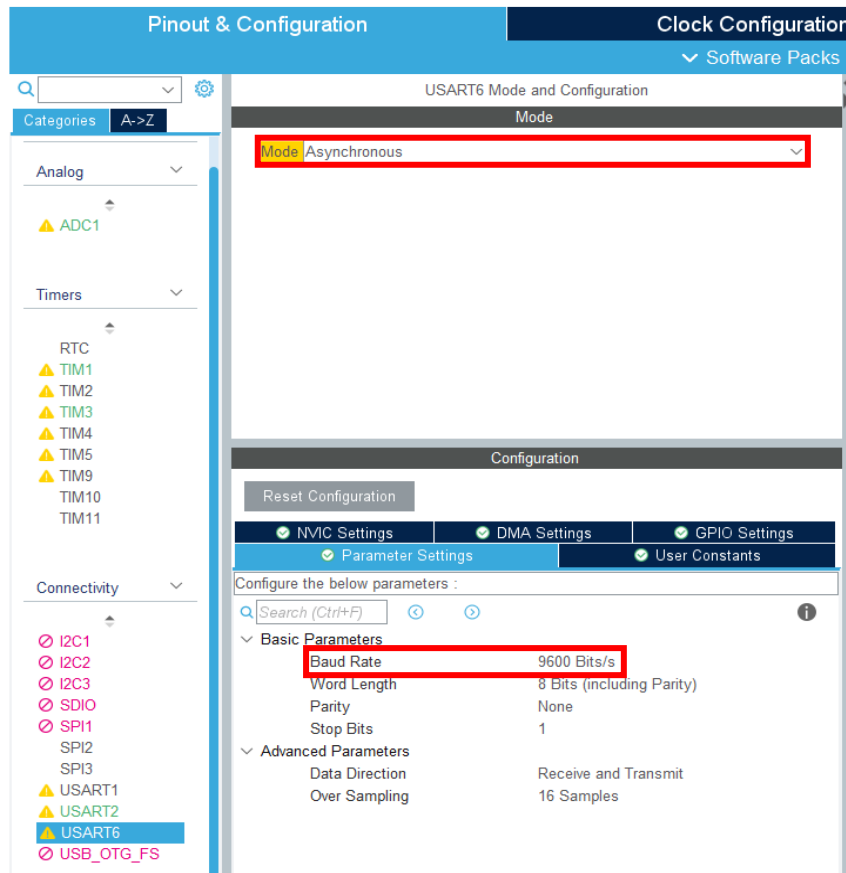 Pinout & Configuration
Clock Configuration
Software Packs
Categories
A->Z
Analog
ADC1
Timers
RTC
TIM1
TIM2
TIM3
TIM4
TIM5
TIM9
TIM10
TIM11
Connectivity
I2C1
I2C2
I2C3
SDIO
SPI1
SPI2
SPI3
USART1
USART2
USART6
USB_OTG_FS
USART6 Mode and Configuration
Mode
Mode Asynchronous
Configuration
Reset Configuration
NVIC Settings
DMA Settings
GPIO Settings
Parameter Settings
User Constants
Configure the below parameters :
Search (Ctrl+F)
Basic Parameters
Baud Rate 9600 Bits/s
Word Length 8 Bits (including Parity)
Parity None
Stop Bits 1
Advanced Parameters
Data Direction Receive and Transmit
Over Sampling 16 Samples